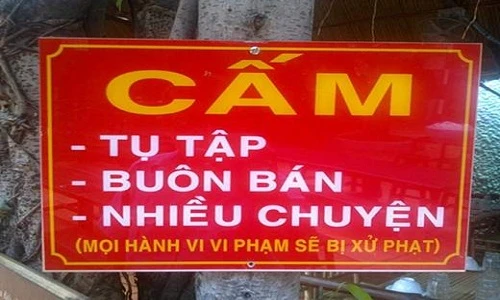 CẤM
- TỤ TẬP
- BUÔN BÁN
- NHIỀU CHUYỆN
(MỌI HÀNH VI VI PHẠM SẼ BỊ XỬ PHẠT)